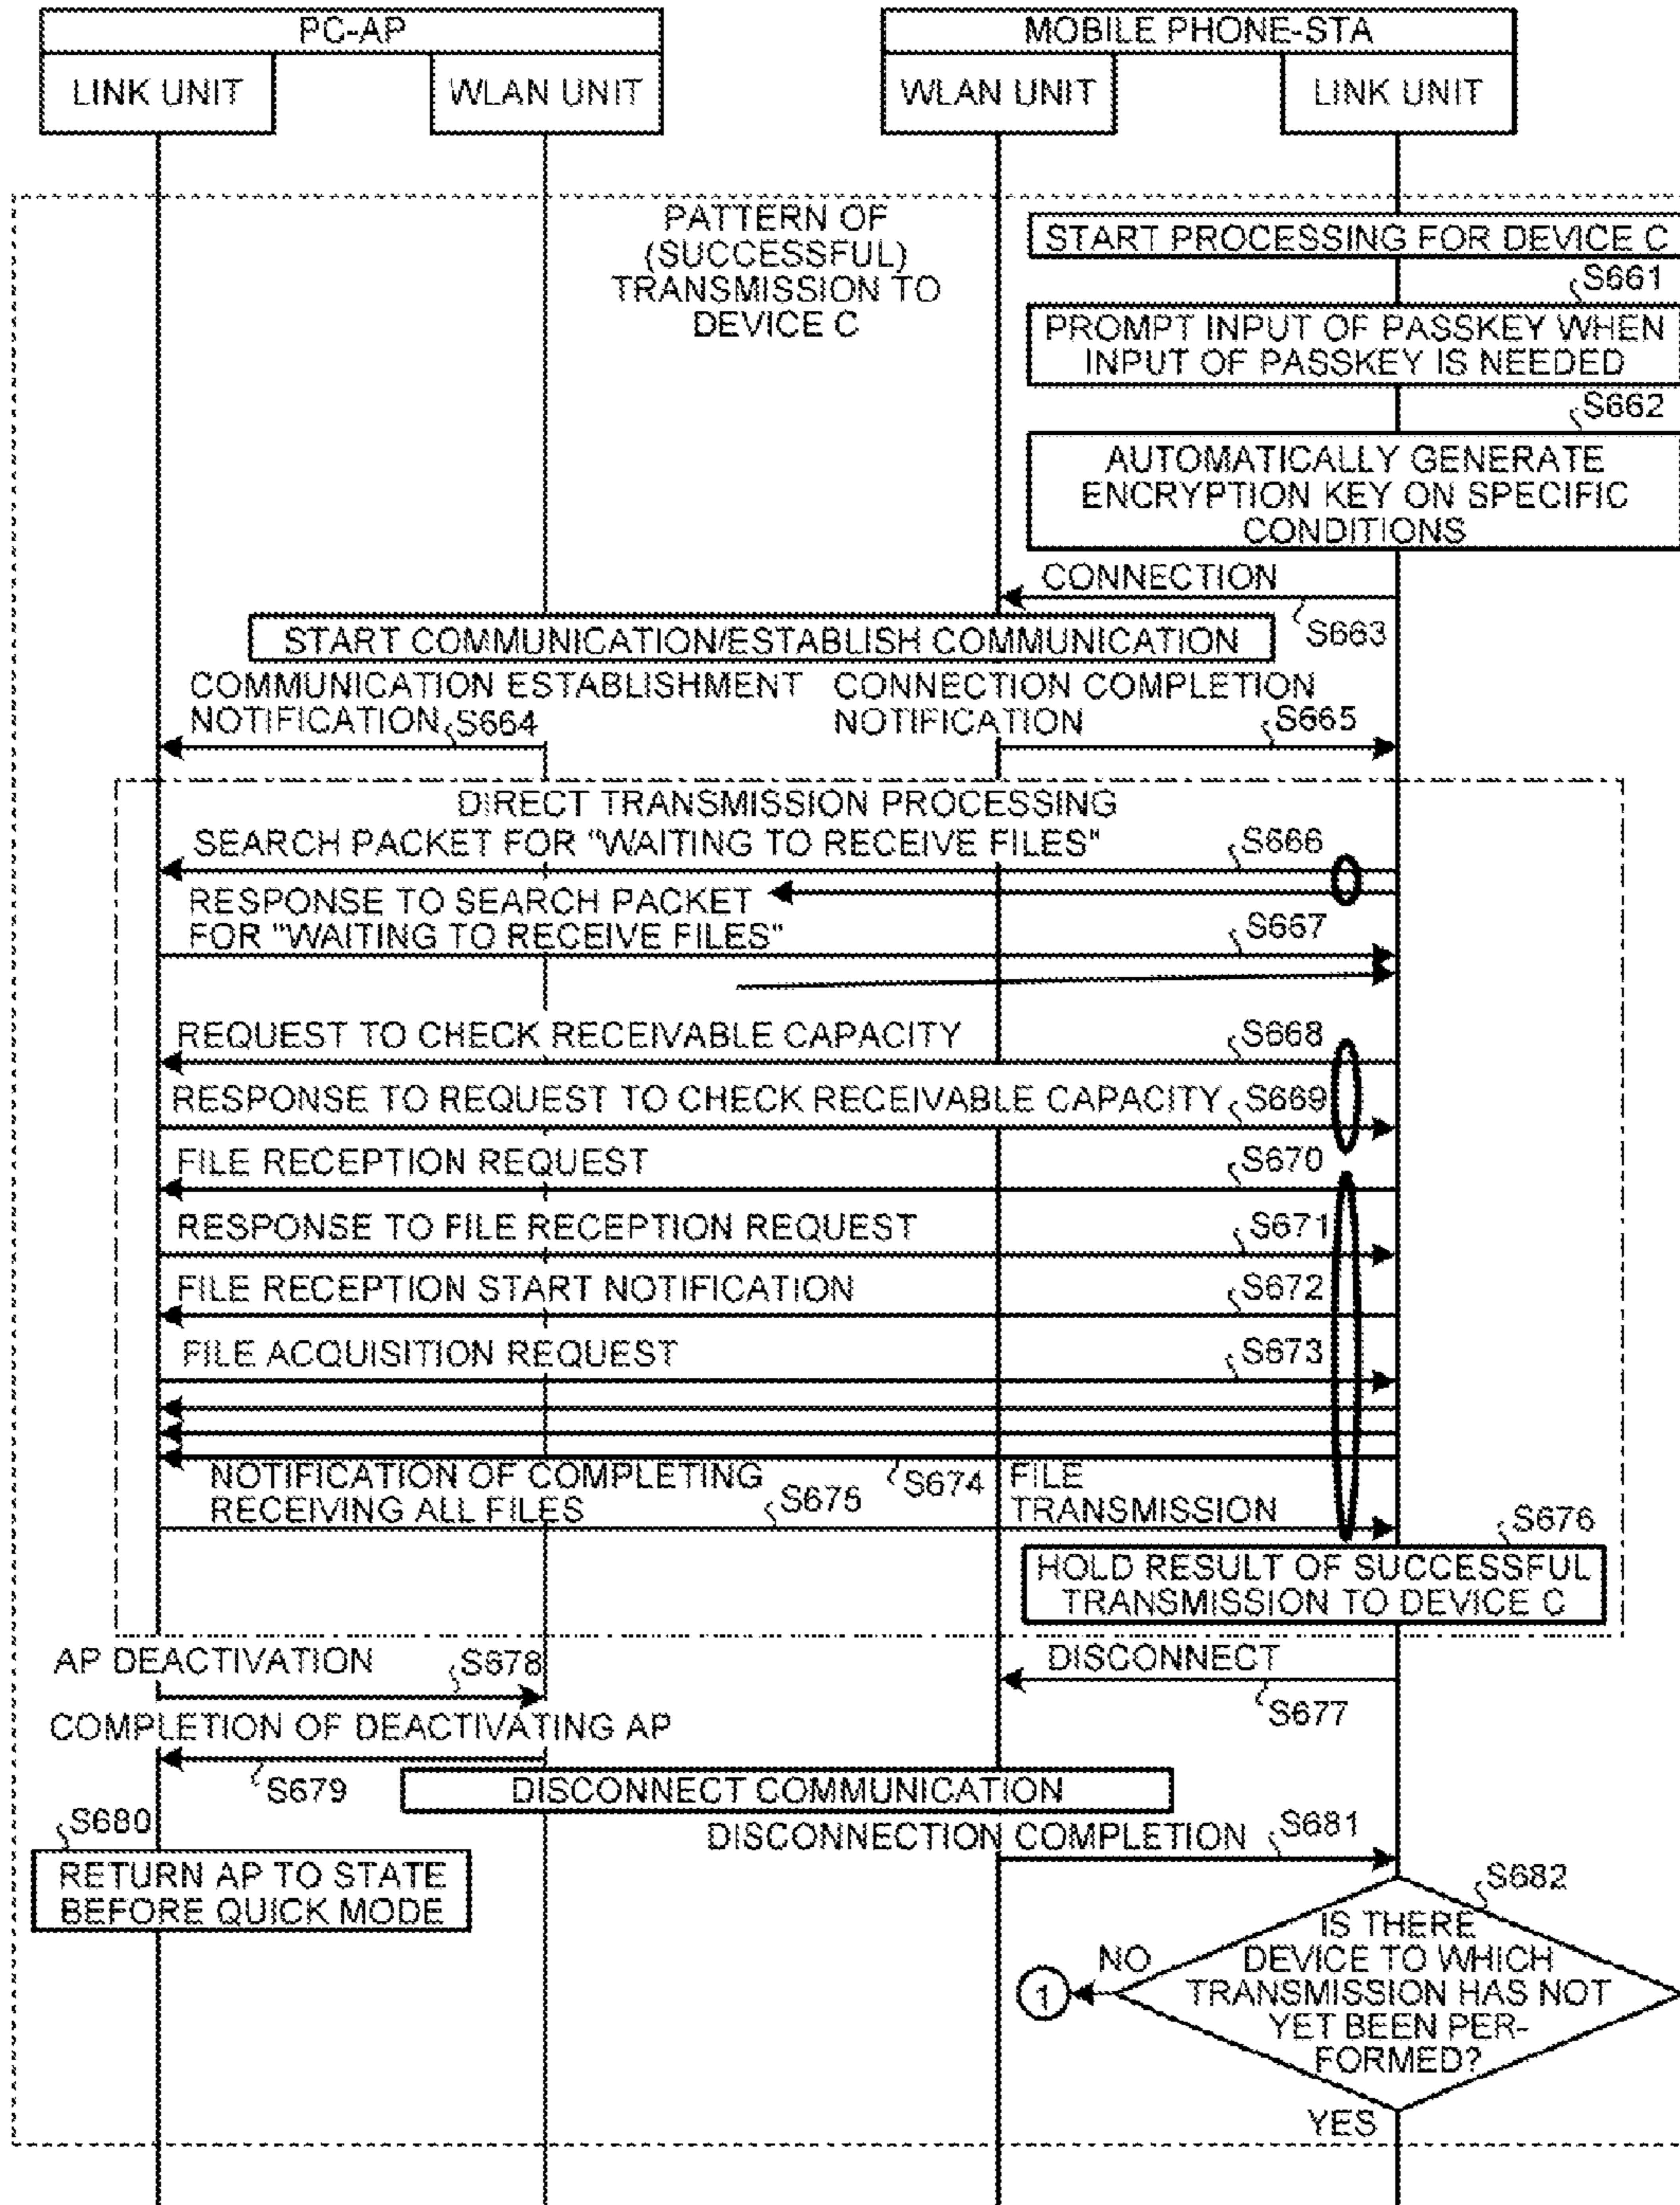 PC-AP
MOBILE PHONE-STA
LINK UNIT
WLAN UNIT
WLAN UNIT
LINK UNIT
PATTERN OF
(SUCCESSFUL)
TRANSMISSION TO
DEVICE C
START PROCESSING FOR DEVICE C
S661
PROMPT INPUT OF PASSKEY WHEN
INPUT OF PASSKEY IS NEEDED
S662
AUTOMATICALLY GENERATE
ENCRYPTION KEY ON SPECIFIC
CONDITIONS
CONNECTION
S663
START COMMUNICATION/ESTABLISH COMMUNICATION
COMMUNICATION ESTABLISHMENT
NOTIFICATION
S664
CONNECTION COMPLETION
NOTIFICATION
S665
DIRECT TRANSMISSION PROCESSING
SEARCH PACKET FOR "WAITING TO RECEIVE FILES"
S666
RESPONSE TO SEARCH PACKET
FOR "WAITING TO RECEIVE FILES"
S667
REQUEST TO CHECK RECEIVABLE CAPACITY
S668
RESPONSE TO REQUEST TO CHECK RECEIVABLE CAPACITY
S669
FILE RECEPTION REQUEST
S670
RESPONSE TO FILE RECEPTION REQUEST
S671
FILE RECEPTION START NOTIFICATION
S672
FILE ACQUISITION REQUEST
S673
S674
FILE
TRANSMISSION
NOTIFICATION OF COMPLETING
RECEIVING ALL FILES
S675
S676
HOLD RESULT OF SUCCESSFUL
TRANSMISSION TO DEVICE C
AP DEACTIVATION
S678
DISCONNECT
S677
COMPLETION OF DEACTIVATING AP
S679
DISCONNECT COMMUNICATION
S680
RETURN AP TO STATE
BEFORE QUICK MODE
DISCONNECTION COMPLETION
S681
S682
IS THERE
DEVICE TO WHICH
TRANSMISSION HAS NOT
YET BEEN PER-
FORMED?
NO
1
YES